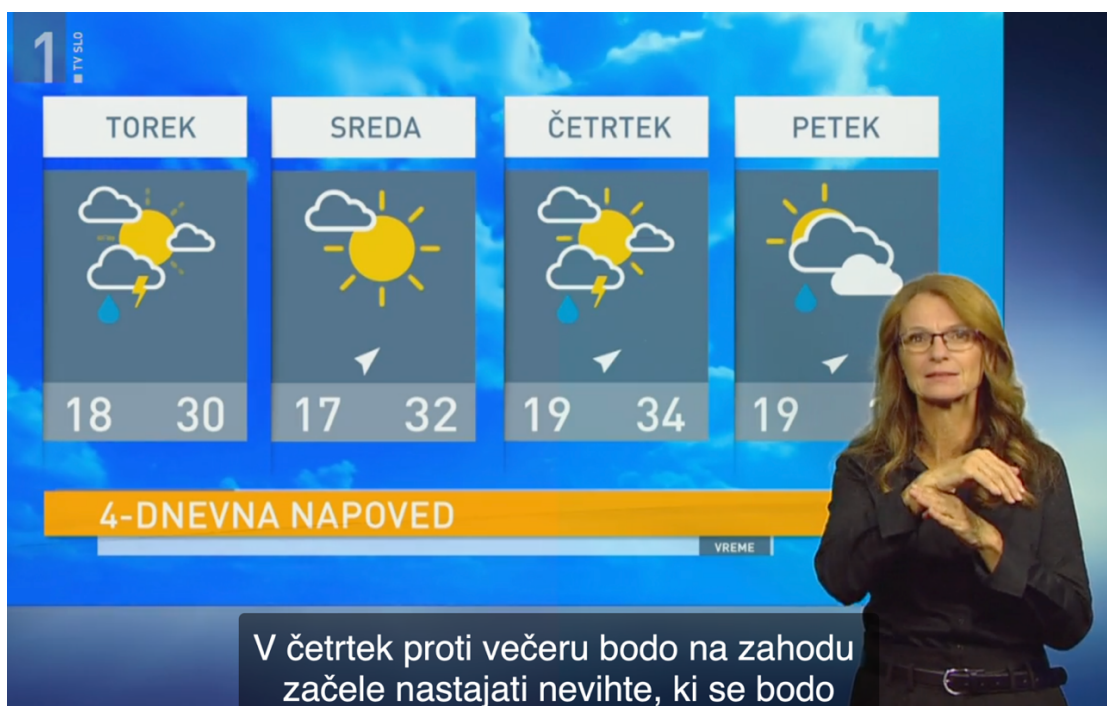 1
TV SLO
TOREK
SREDA
ČETRTEK
PETEK
18 30
17 32
19 34
19
4-DNEVNA NAPOVED
VREME
V četrtek proti večeru bodo na zahodu
začele nastajati nevihte, ki se bodo